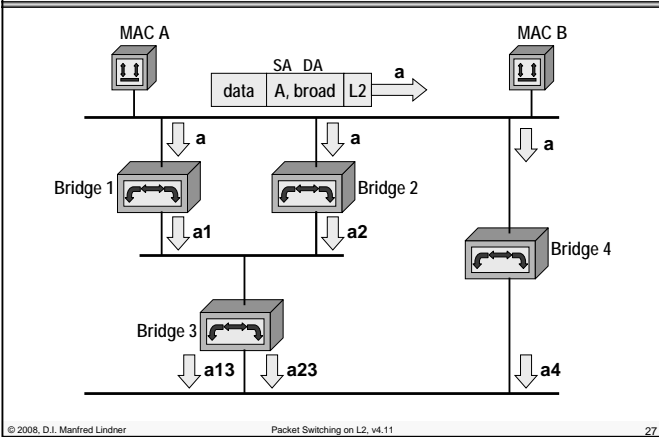 MAC A
MAC B
SA DA
a
data A, broad L2
a
a
a
Bridge 1
Bridge 2
a1
a2
Bridge 4
Bridge 3
a13
a23
a4
© 2008, D.I. Manfred Lindner
Packet Switching on L2, v4.11
27